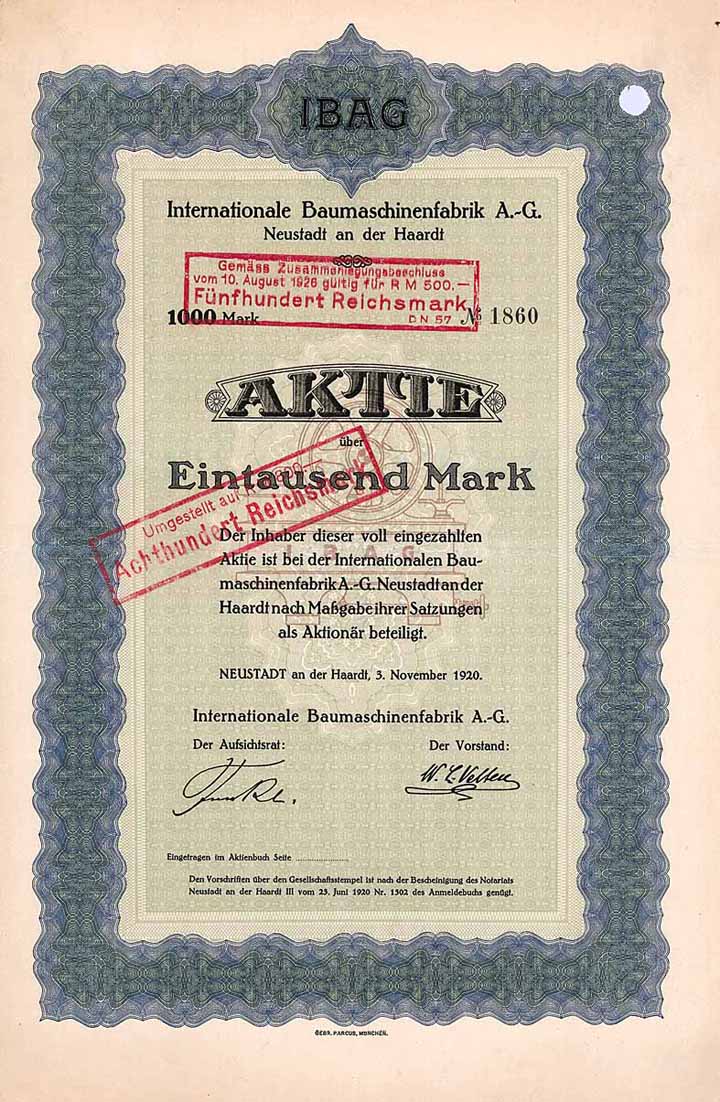 IBAG
Internationale Baumaschinenfabrik A.-G.
Neustadt an der Haardt
Gemäss Zusammenlegungsbeschluss
vom 10. August 1926 gültig für R M 500.—
Fünfhundert Reichsmark
DN 57
1000 Mark
№ 1860
AKTIE
über
Eintausend Mark
Umgestellt auf
Achthundert Reichsmark
Der Inhaber dieser voll eingezahlten
Aktie ist bei der Internationalen Bau-
maschinenfabrik A.-G. Neustadt an der
Haardt nach Maßgabe ihrer Satzungen
als Aktionär beteiligt.
IBAG
NEUSTADT an der Haardt, 3. November 1920.
Internationale Baumaschinenfabrik A.-G.
Der Aufsichtsrat:
Der Vorstand:
Eingetragen im Aktienbuch Seite
Den Vorschriften über den Gesellschaftsstempel ist nach der Bescheinigung des Notariats
Neustadt an der Haardt III vom 23. Juni 1920 Nr. 1302 des Anmeldebuchs genügt.
GEBR. PARCUS, MÜNCHEN.